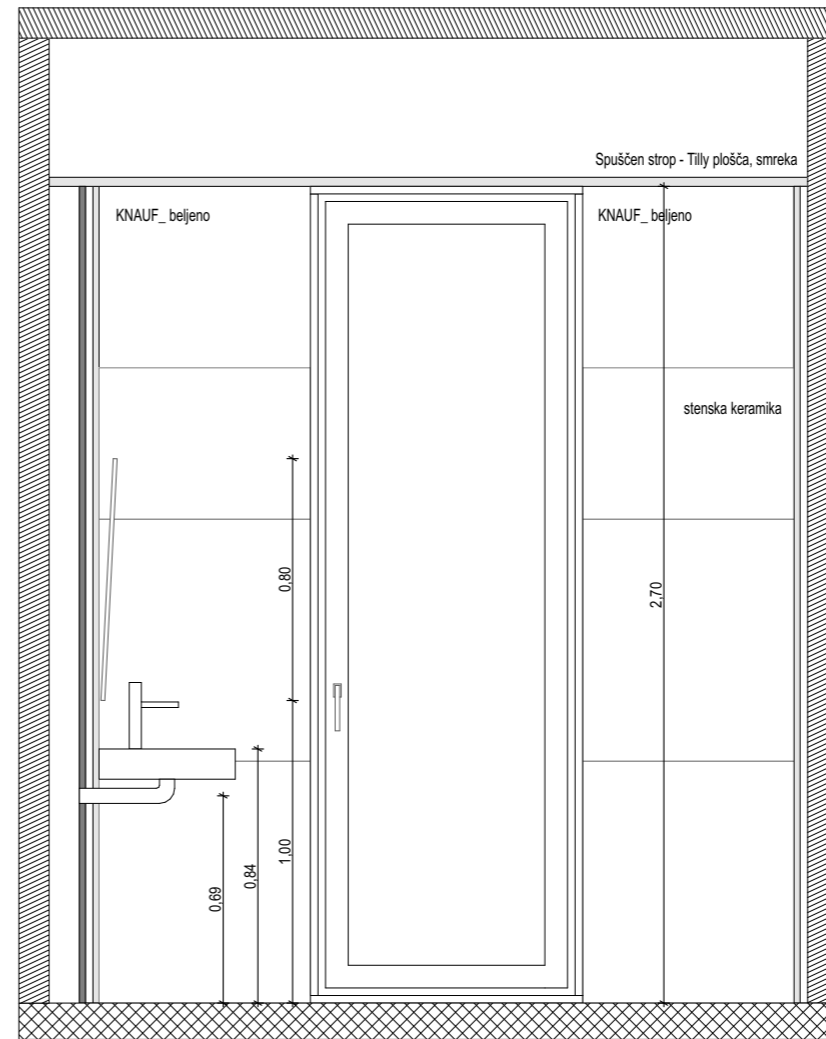 Spuščen strop - Tilly plošča, smreka
KNAUF_ beljeno
KNAUF_ beljeno
stenska keramika
0,80
2,70
1,00
0,84
0,69